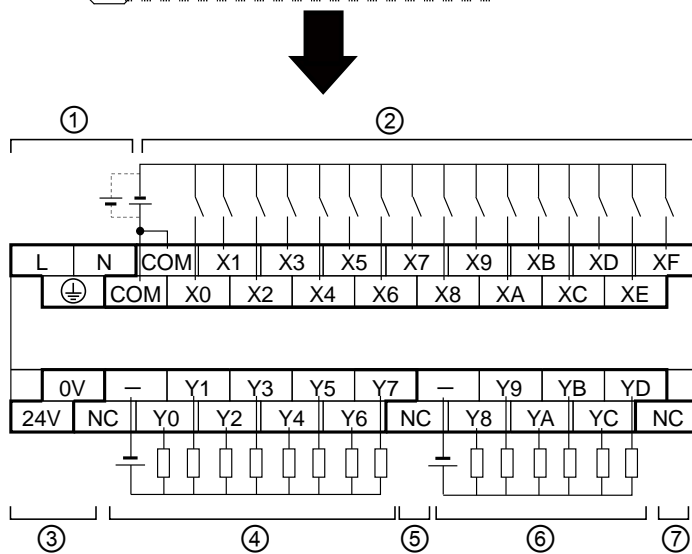 ① ②
L N COM X1 X3 X5 X7 X9 XB XD XF
COM X0 X2 X4 X6 X8 XA XC XE
0V − Y1 Y3 Y5 Y7 − Y9 YB YD
24V NC Y0 Y2 Y4 Y6 NC Y8 YA YC NC
③ ④ ⑤ ⑥ ⑦